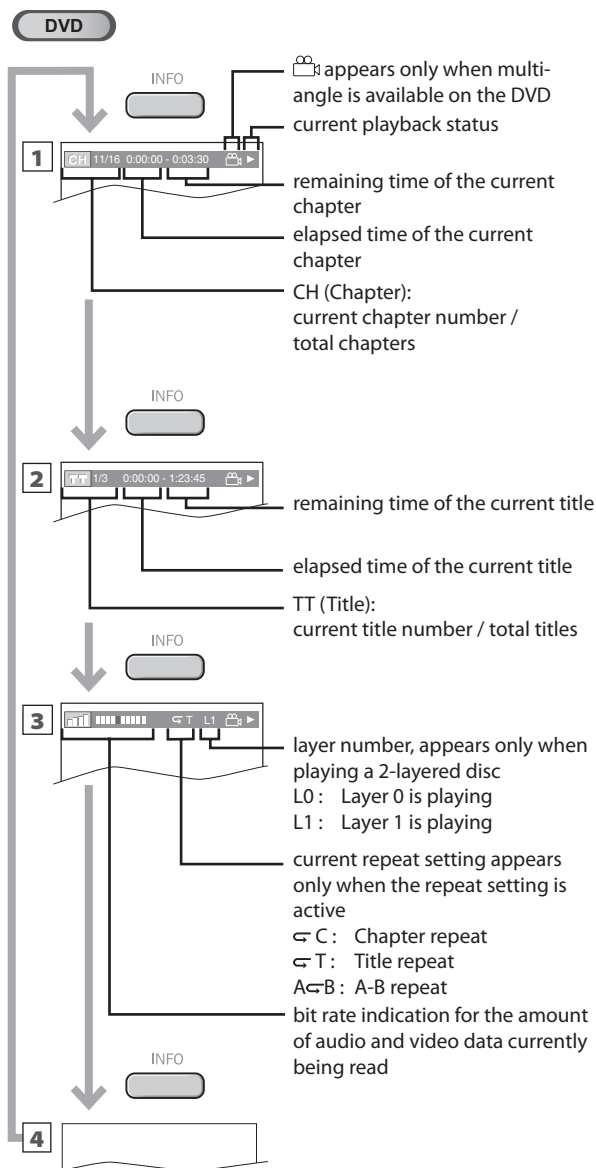 DVD
INFO
appears only when multi-
angle is available on the DVD
current playback status
1
CH 11/16 0:00:00 - 0:03:30
remaining time of the current
chapter
elapsed time of the current
chapter
CH (Chapter):
current chapter number /
total chapters
INFO
2
TT 1/3 0:00:00 - 1:23:45
remaining time of the current title
elapsed time of the current title
TT (Title):
current title number / total titles
INFO
3
T L1
layer number, appears only when
playing a 2-layered disc
L0 : Layer 0 is playing
L1 : Layer 1 is playing
current repeat setting appears
only when the repeat setting is
active
C : Chapter repeat
T : Title repeat
A B : A-B repeat
bit rate indication for the amount
of audio and video data currently
being read
INFO
4